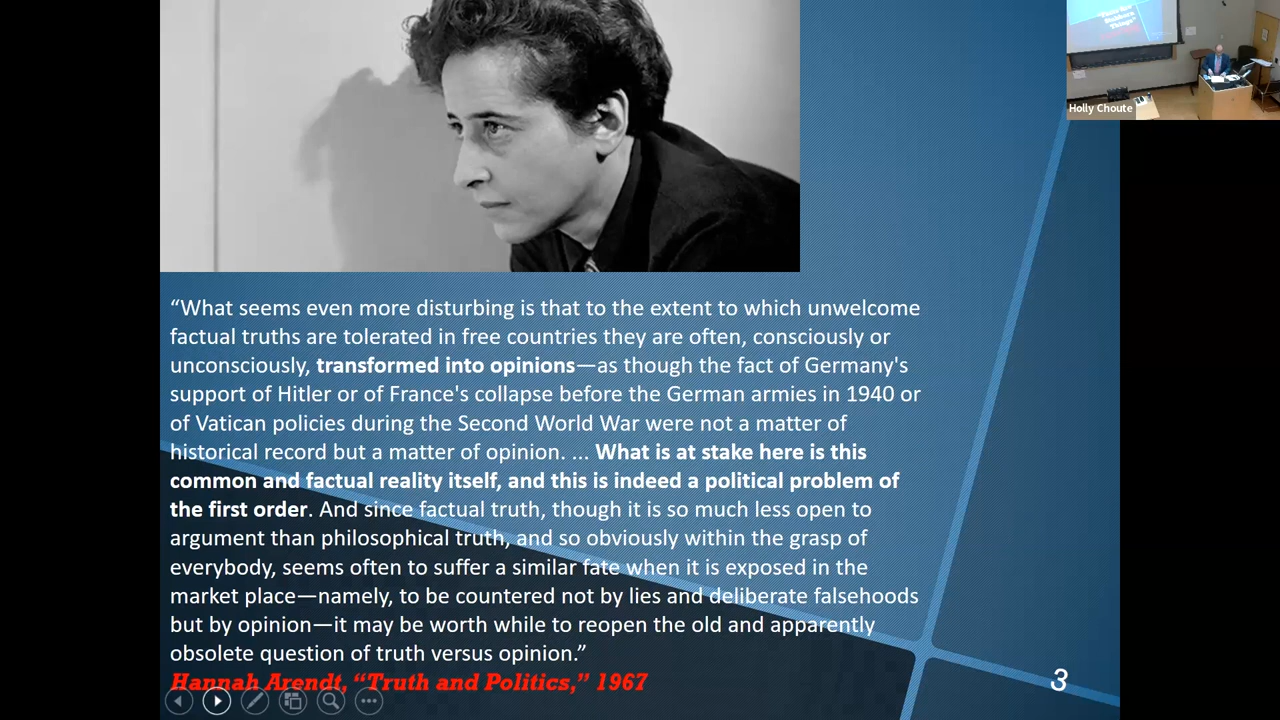 Holly Choute
“What seems even more disturbing is that to the extent to which unwelcome
factual truths are tolerated in free countries they are often, consciously or
unconsciously, transformed into opinions—as though the fact of Germany's
support of Hitler or of France's collapse before the German armies in 1940 or
of Vatican policies during the Second World War were not a matter of
historical record but a matter of opinion. ... What is at stake here is this
common and factual reality itself, and this is indeed a political problem of
the first order. And since factual truth, though it is so much less open to
argument than philosophical truth, and so obviously within the grasp of
everybody, seems often to suffer a similar fate when it is exposed in the
market place—namely, to be countered not by lies and deliberate falsehoods
but by opinion—it may be worth while to reopen the old and apparently
obsolete question of truth versus opinion.”
Hannah Arendt, “Truth and Politics,” 1967
3